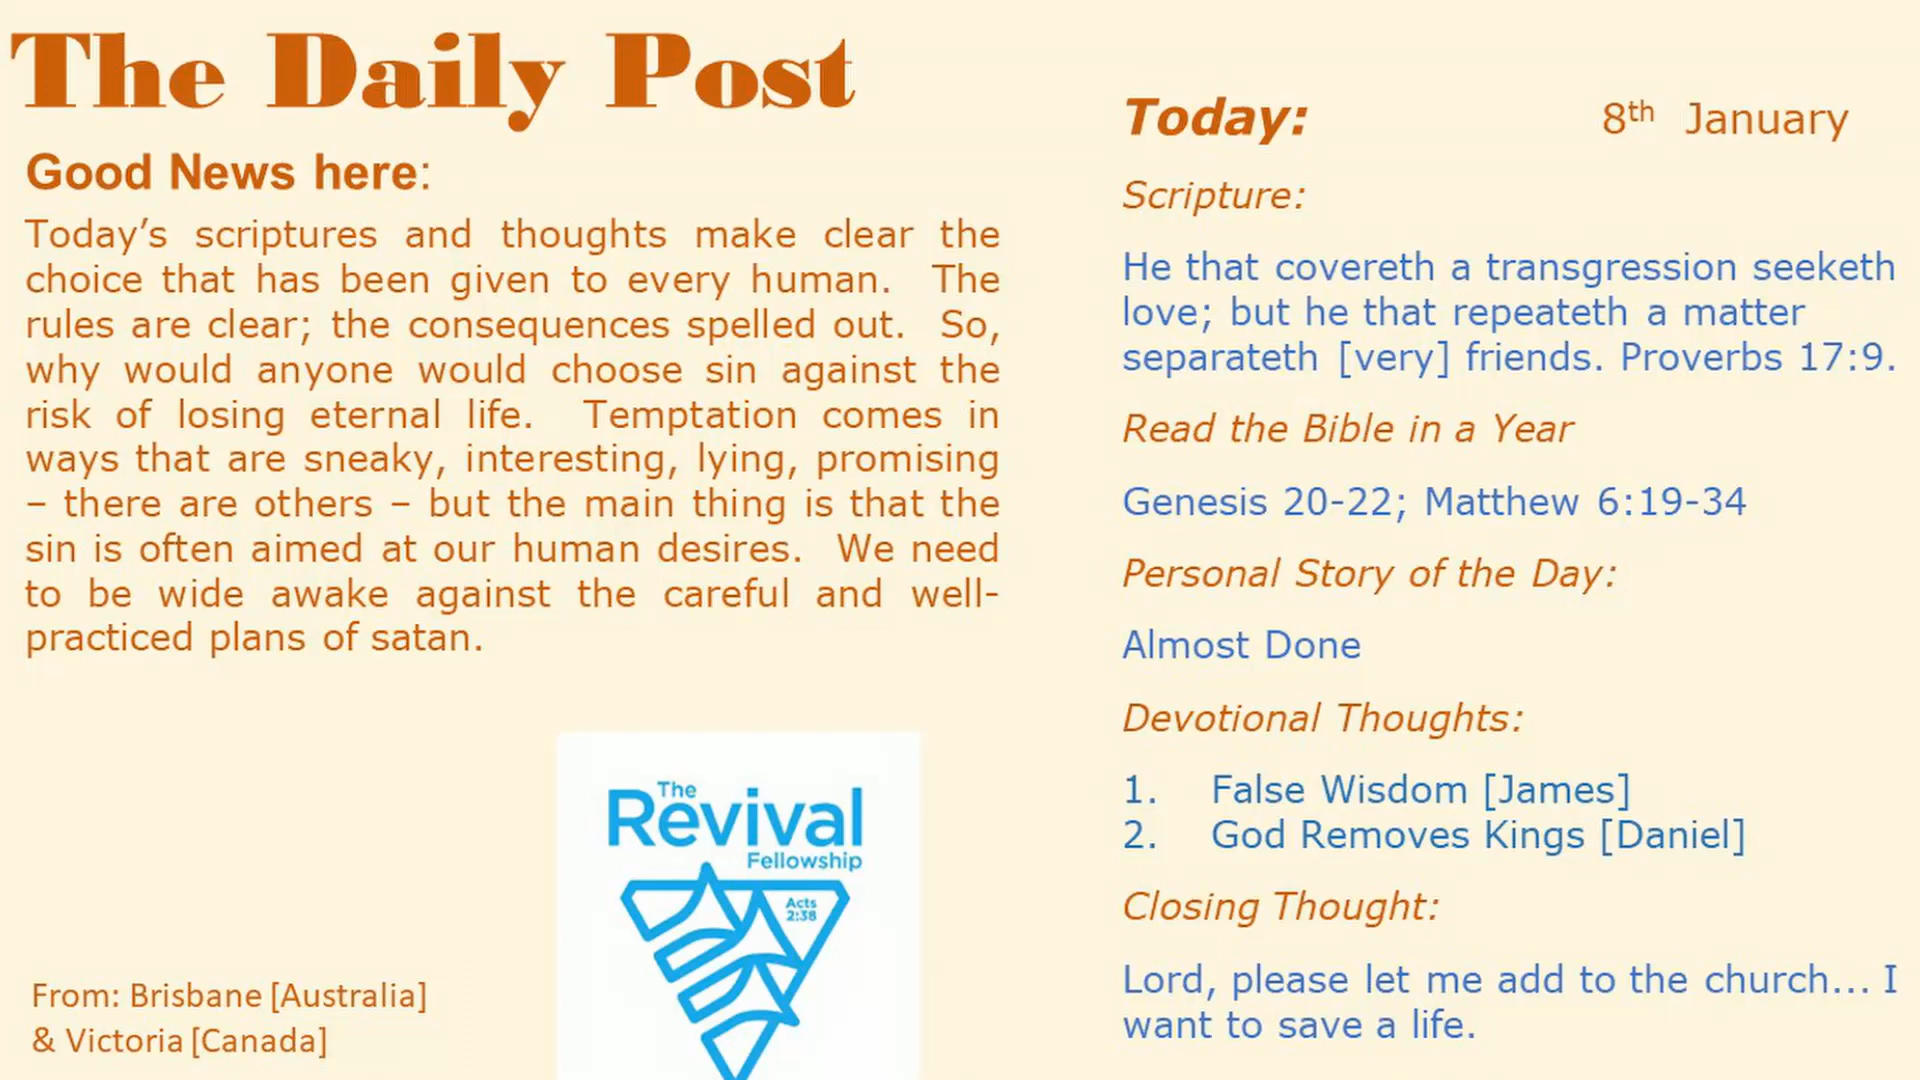 The Daily Post
Good News here:
Today’s scriptures and thoughts make clear the
choice that has been given to every human. The
rules are clear; the consequences spelled out. So,
why would anyone would choose sin against the
risk of losing eternal life. Temptation comes in
ways that are sneaky, interesting, lying, promising
– there are others – but the main thing is that the
sin is often aimed at our human desires. We need
to be wide awake against the careful and well-
practiced plans of satan.
The
Revival
Fellowship
Acts
2:38
From: Brisbane [Australia]
& Victoria [Canada]
Today: 8th January
Scripture:
He that covereth a transgression seeketh
love; but he that repeateth a matter
separateth [very] friends. Proverbs 17:9.
Read the Bible in a Year
Genesis 20-22; Matthew 6:19-34
Personal Story of the Day:
Almost Done
Devotional Thoughts:
1. False Wisdom [James]
2. God Removes Kings [Daniel]
Closing Thought:
Lord, please let me add to the church... I
want to save a life.